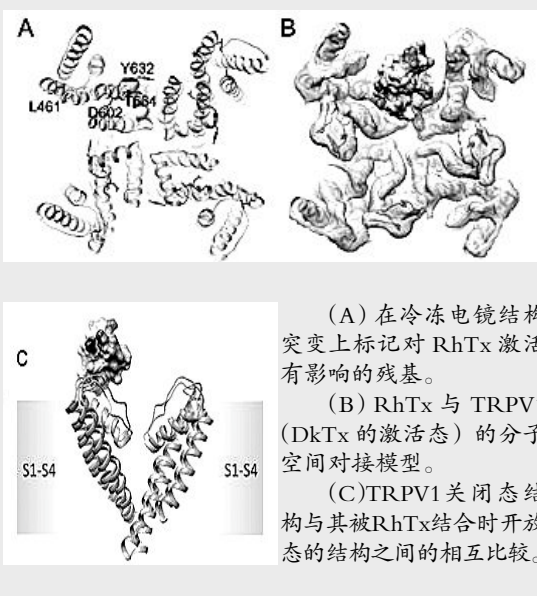 A
B
Y632
L461
D602
T634
C
S1-S4
S1-S4
(A) 在冷冻电镜结构
突变上标记对 RhTx 激活
有影响的残基。
(B) RhTx 与 TRPV1
(DkTx 的激活态) 的分子
空间对接模型。
(C)TRPV1关闭态结
构与其被RhTx结合时开放
态的结构之间的相互比较。